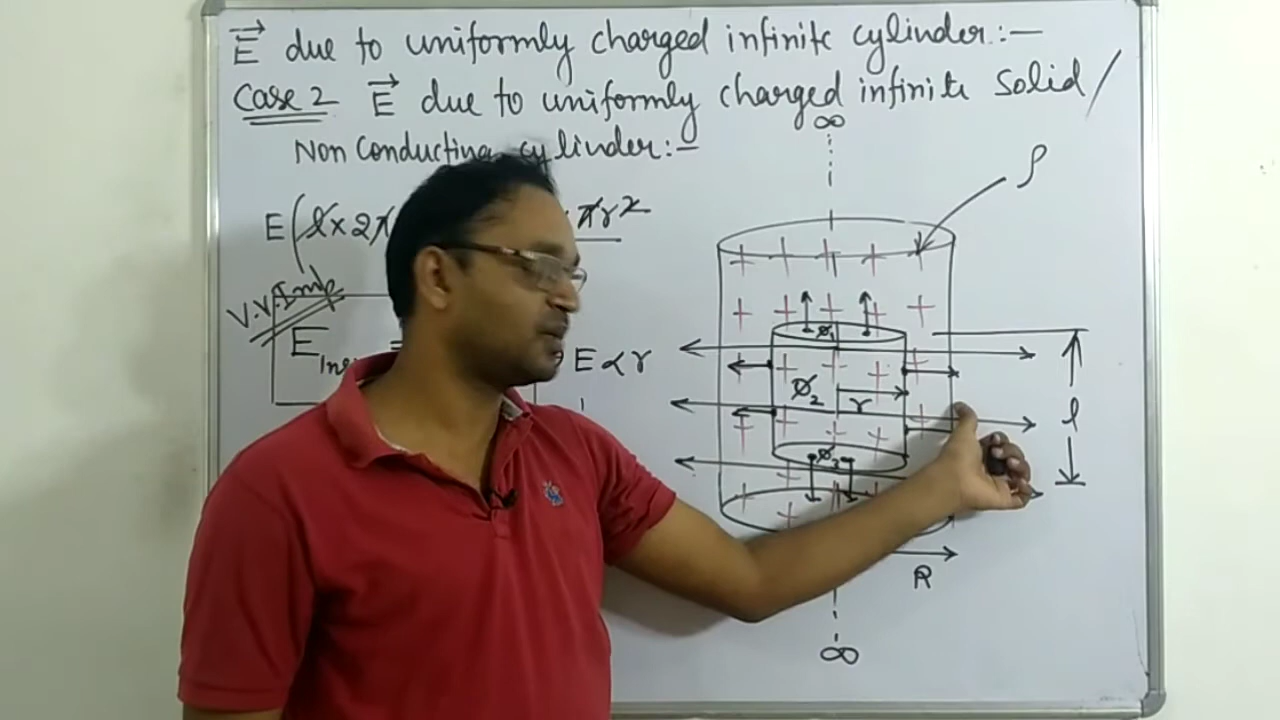 E due to uniformly charged infinite cylinder:-
Case 2 E due to uniformly charged infinite solid/
Non Conducting cylinder:-
E(l×2π
πr²
V.V.Imp
E
E∝r
∞
ρ
ϕ₁
ϕ₂
r
l
R
∞